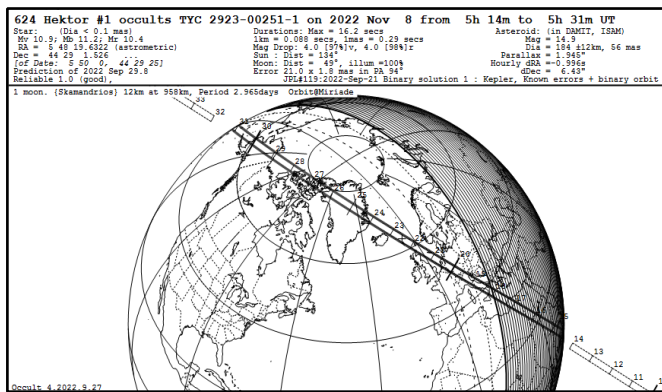 624 Hektor #1 occults TYC 2923-00251-1 on 2022 Nov  8 from  5h 14m to  5h 31m UT
Star:  (Dia < 0.1 mas)
Mv 10.9; Mb 11.2; Mr 10.4
RA =  5 48 19.6322 (astrometric)
Dec =  44 29  1.526
[of Date:  5 50  0,  44 29 25]
Prediction of 2022 Sep 29.8
Reliable 1.0 (good),
Durations: Max = 16.2 secs
1km = 0.088 secs, 1mas = 0.29 secs
Mag Drop: 4.0 [97%]v, 4.0 [98%]r
Sun: Dist = 134°
Moon: Dist =  49°, illum =100%
Error 21.0 x 1.8 mas in PA 94°
Asteroid: (in DAMIT, ISAM)
Mag = 14.9
Dia = 184 ±12km, 56 mas
Parallax = 1.945"
Hourly dRA =-0.996s
dDec =  6.43"
JPL#119:2022-Sep-21 Binary solution 1 : Kepler, Known errors + binary orbit
1 moon. {Skamandrios} 12km at 958km, Period 2.965days  Orbit@Miriade
33
32
31
30
29
28
27
26
25
24
23
20
14
13
12
11
Occult 4.2022.9.27